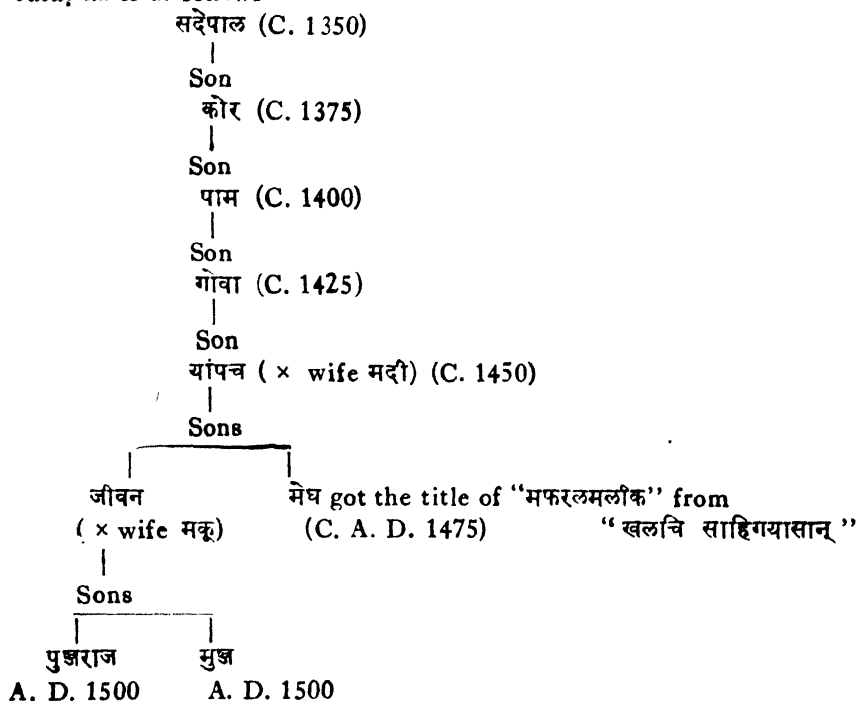 सदेपाल (C. 1350)
Son
कोर (C. 1375)
Son
पाम (C. 1400)
Son
गोवा (C. 1425)
Son
यांपच ( × wife मदी) (C. 1450)
Sons
जीवन मेघ got the title of “मफरलमलीक” from
( × wife मकू) (C. A. D. 1475) “खलचि साहिगयासान्”
Sons
पुञ्जराज मुञ्ज
A. D. 1500 A. D. 1500